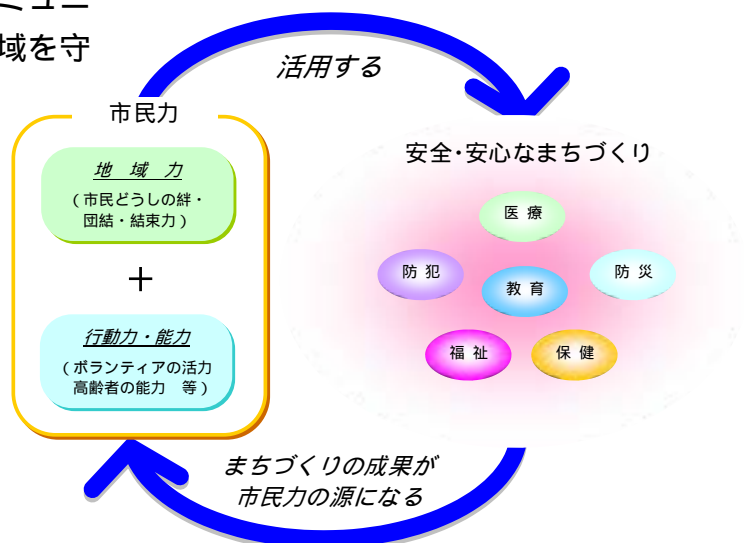 ミュー
域を守
活用する
市民力
地　域　力
（市民どうしの絆・
団結・結束力）
＋
行動力・能力
（ボランティアの活力
高齢者の能力　等）
安全・安心なまちづくり
医 療
防 犯
教 育
防 災
福 祉
保 健
まちづくりの成果が
市民力の源になる